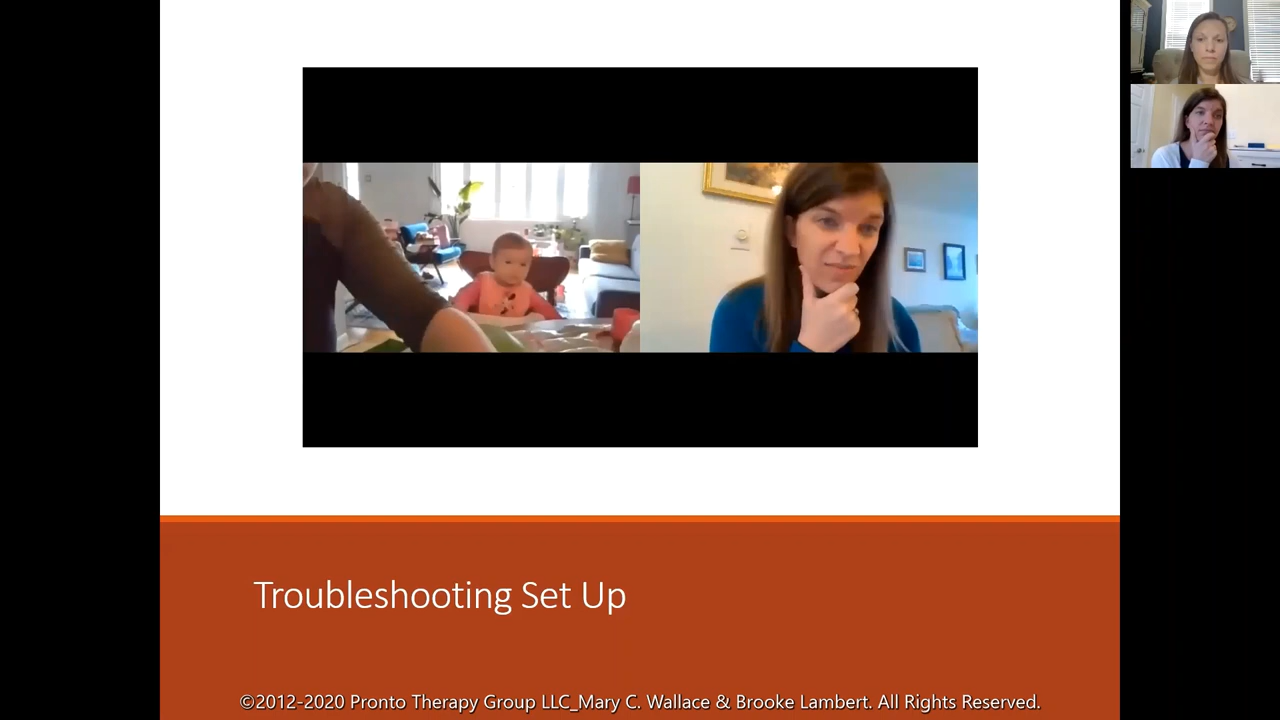 Troubleshooting Set Up
©2012-2020 Pronto Therapy Group LLC_Mary C. Wallace & Brooke Lambert. All Rights Reserved.